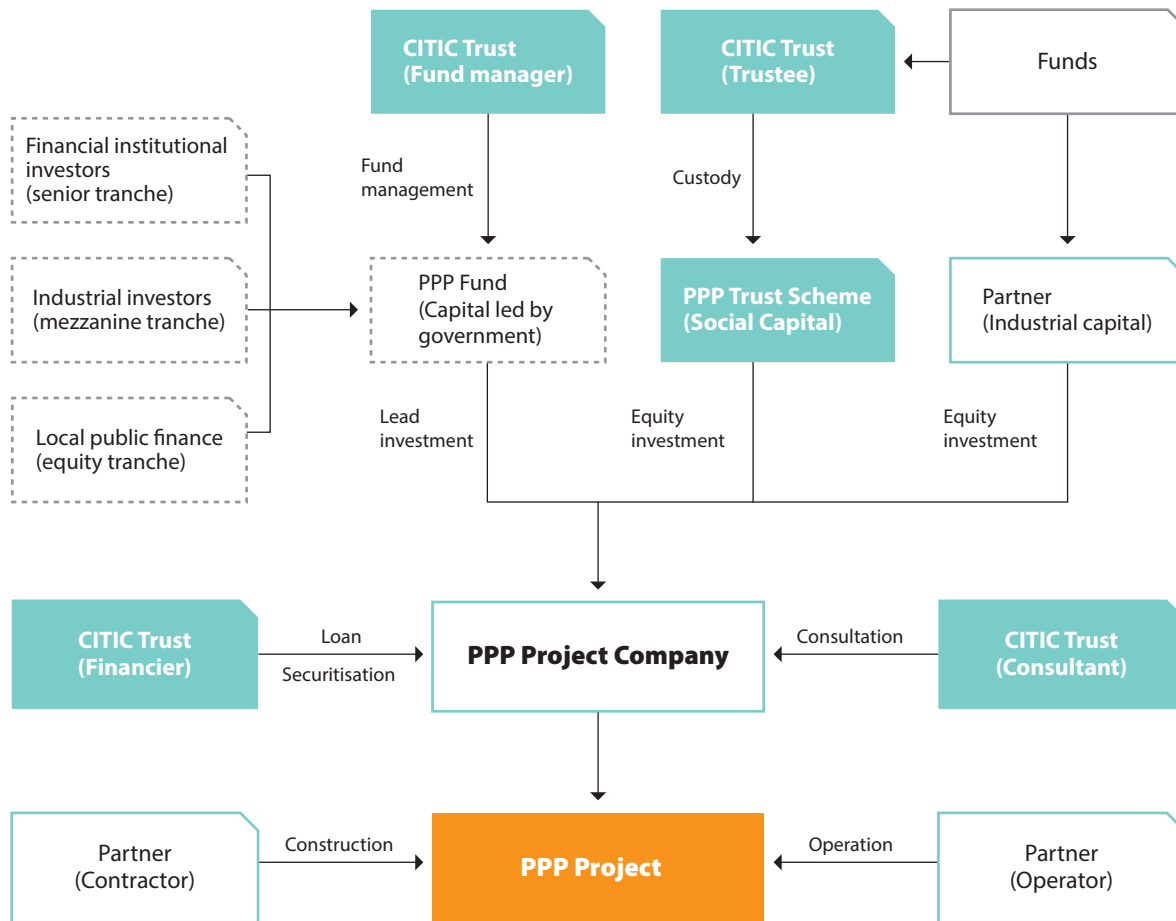 CITIC Trust
(Fund manager)
CITIC Trust
(Trustee)
Funds
Financial institutional
investors
(senior tranche)
Fund
management
Custody
Industrial investors
(mezzanine tranche)
PPP Fund
(Capital led by
government)
PPP Trust Scheme
(Social Capital)
Partner
(Industrial capital)
Local public finance
(equity tranche)
Lead
investment
Equity
investment
Equity
investment
CITIC Trust
(Financier)
Loan
Securitisation
PPP Project Company
Consultation
CITIC Trust
(Consultant)
Partner
(Contractor)
Construction
PPP Project
Operation
Partner
(Operator)